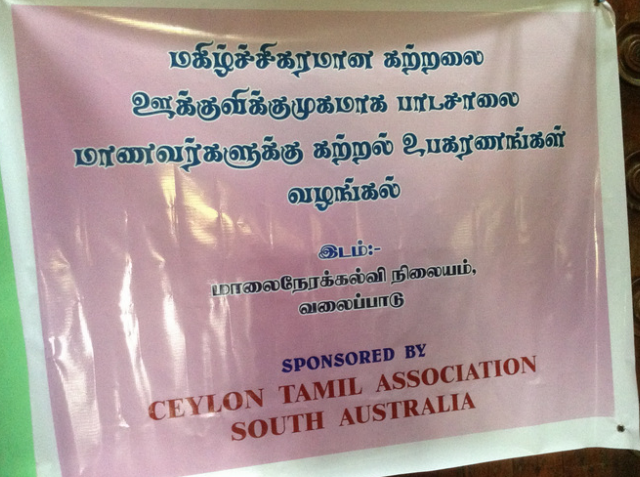 மகிழ்ச்சிகரமான கற்றலை
ஊக்குவிக்குமுகமாக பாடசாலை
மாணவர்களுக்கு கற்றல் உபகரணங்கள்
வழங்கல்
இடம்:-
மாலைநேரக்கல்வி நிலையம்,
வலைப்பாடு
SPONSORED BY
CEYLON TAMIL ASSOCIATION
SOUTH AUSTRALIA